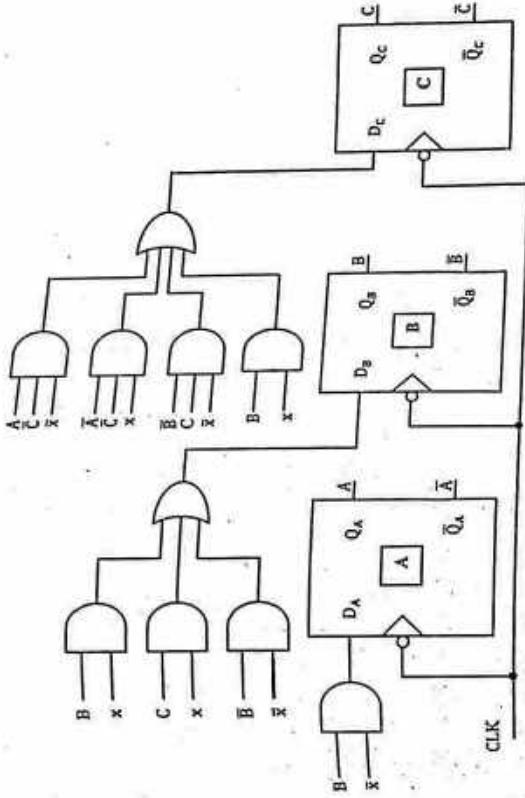 A
C̄
x̄
Ā
C̄
x
B̄
C
x̄
B
x
D_C
Q_C
C
C
Q̄_C
C̄
B
x
C
x
B̄
x̄
D_B
Q_B
B
B
Q̄_B
B̄
B
x̄
D_A
Q_A
A
A
Q̄_A
Ā
CLK